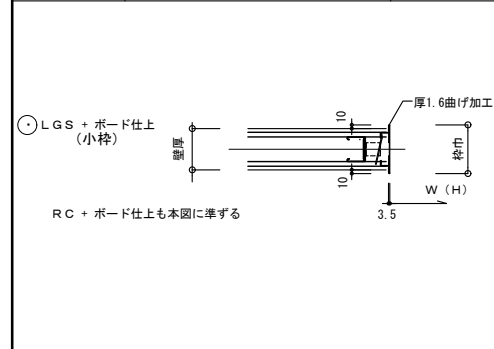 厚1.6曲げ加工
10
LGS + ボード仕上
(小枠)
壁厚
枠巾
10
W (H)
3.5
RC + ボード仕上も本図に準ずる